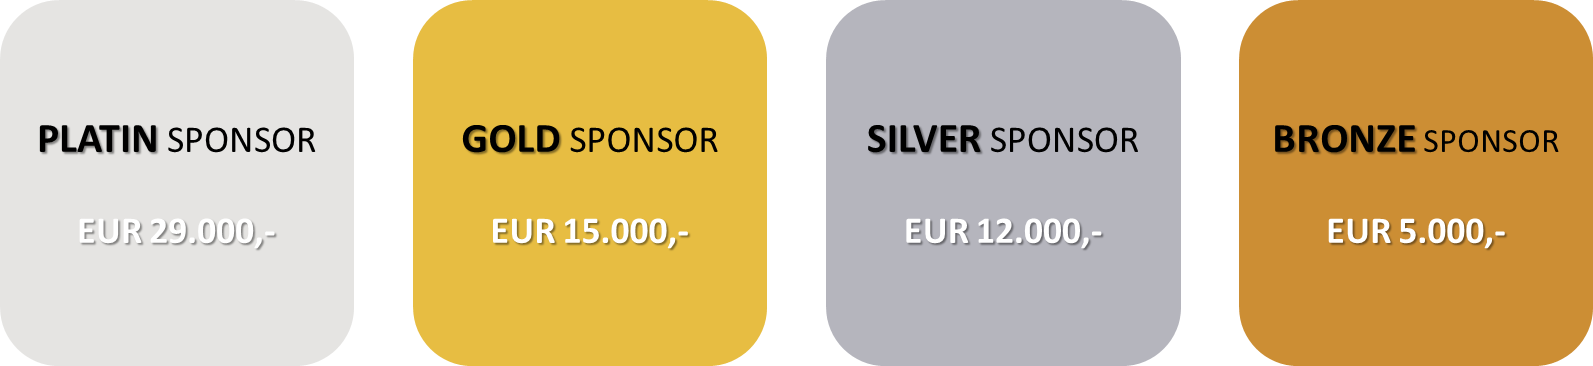 PLATIN SPONSOR
EUR 29.000,-
GOLD SPONSOR
EUR 15.000,-
SILVER SPONSOR
EUR 12.000,-
BRONZE SPONSOR
EUR 5.000,-